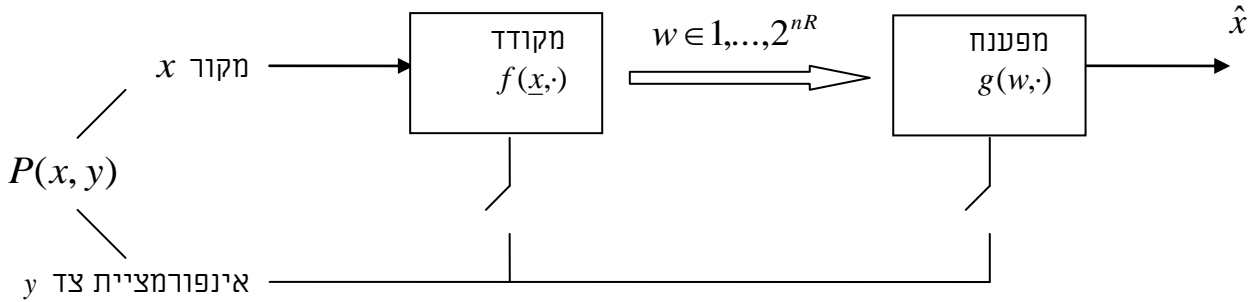 x̂
מקודד
w ∈ 1,...,2^{nR}
מפענח
מקור x
f(x̲,·)
g(w,·)
P(x, y)
אינפורמציית צד y